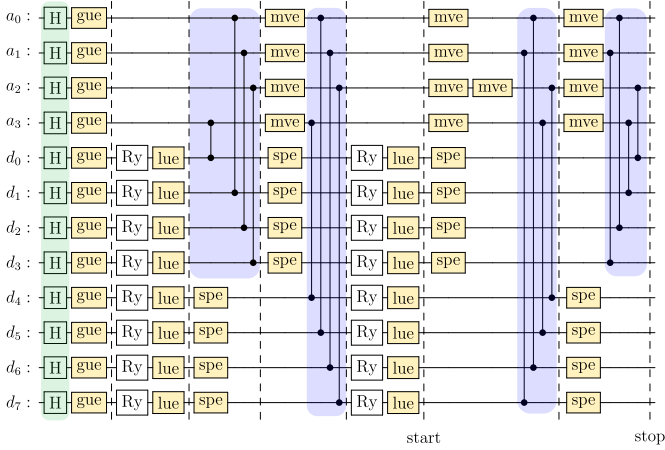 a0 : H gue mve mve mve
a1 : H gue mve mve mve
a2 : H gue mve mve mve mve
a3 : H gue mve mve mve
d0 : H gue Ry lue spe Ry lue spe
d1 : H gue Ry lue spe Ry lue spe
d2 : H gue Ry lue spe Ry lue spe
d3 : H gue Ry lue spe Ry lue spe
d4 : H gue Ry lue spe Ry lue spe
d5 : H gue Ry lue spe Ry lue spe
d6 : H gue Ry lue spe Ry lue spe
d7 : H gue Ry lue spe Ry lue spe
start stop